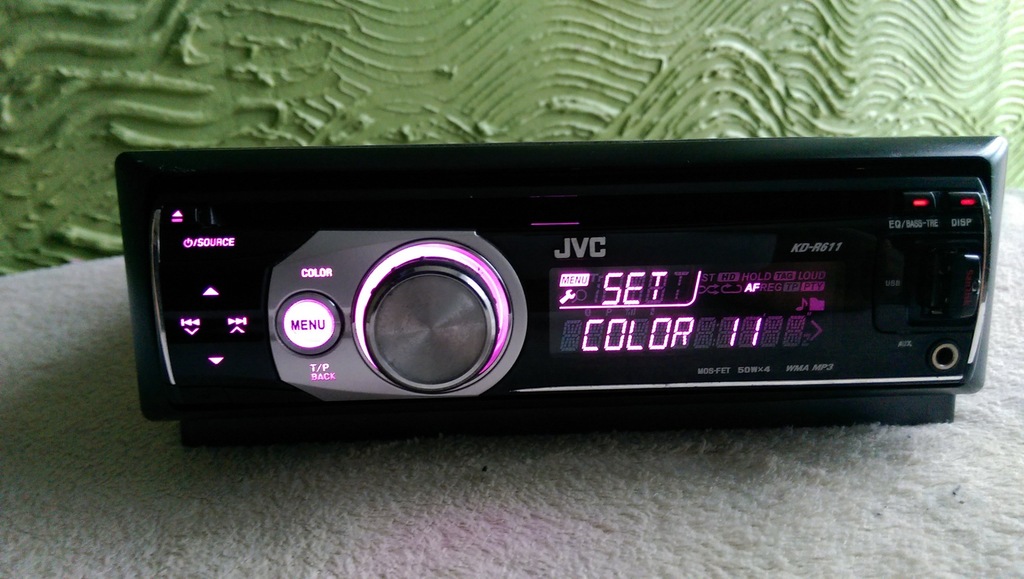 ⏻/SOURCE
COLOR
MENU
T/P
BACK
JVC
KD-R611
EQ/BASS-TRE
DISP
MENU
SET
ST HD HOLD TAG LOUD
AF REG TP PTY
COLOR 11
USB
AUX
MOS-FET 50W×4
WMA MP3